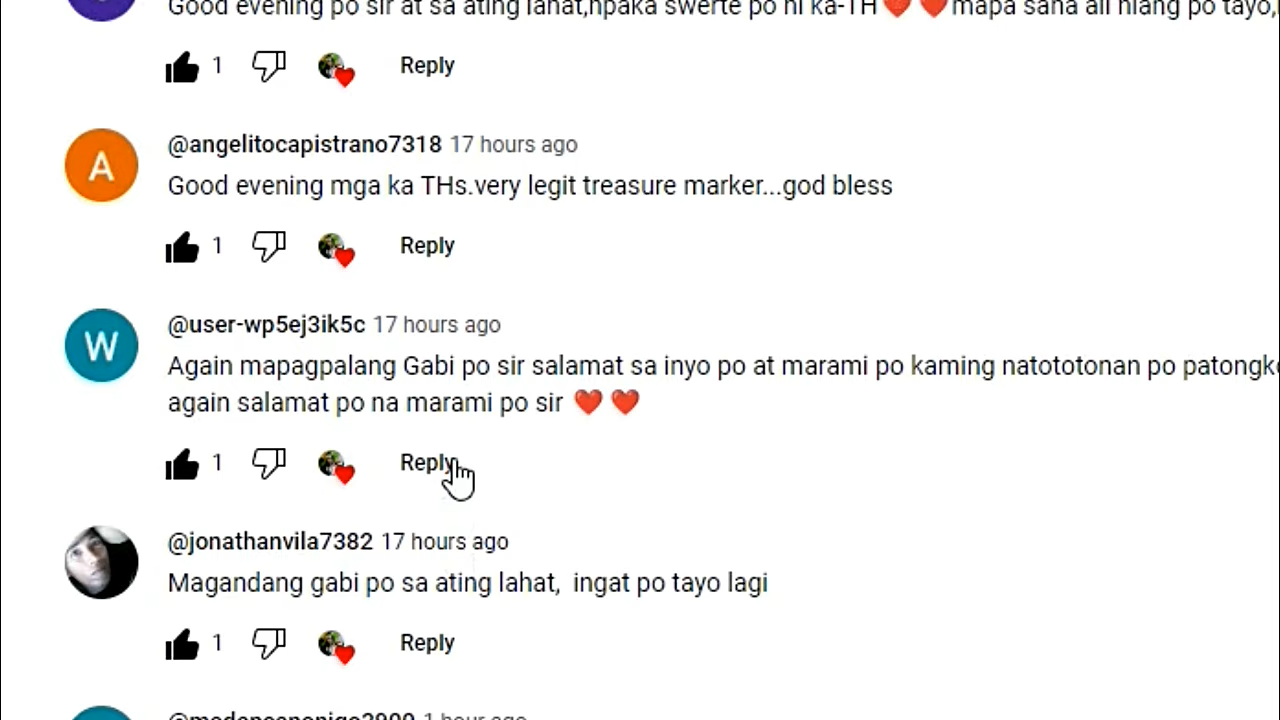 Good evening po sir at sa ating lahat,npaka swerte po ni ka-TH❤️❤️mapa sana all nlang po tayo,
1 Reply
A
@angelitocapistrano7318 17 hours ago
Good evening mga ka THs.very legit treasure marker...god bless
1 Reply
W
@user-wp5ej3ik5c 17 hours ago
Again mapagpalang Gabi po sir salamat sa inyo po at marami po kaming natototonan po
again salamat po na marami po sir ❤️❤️
1 Reply
@jonathanvila7382 17 hours ago
Magandang gabi po sa ating lahat, ingat po tayo lagi
1 Reply
1 hour ago